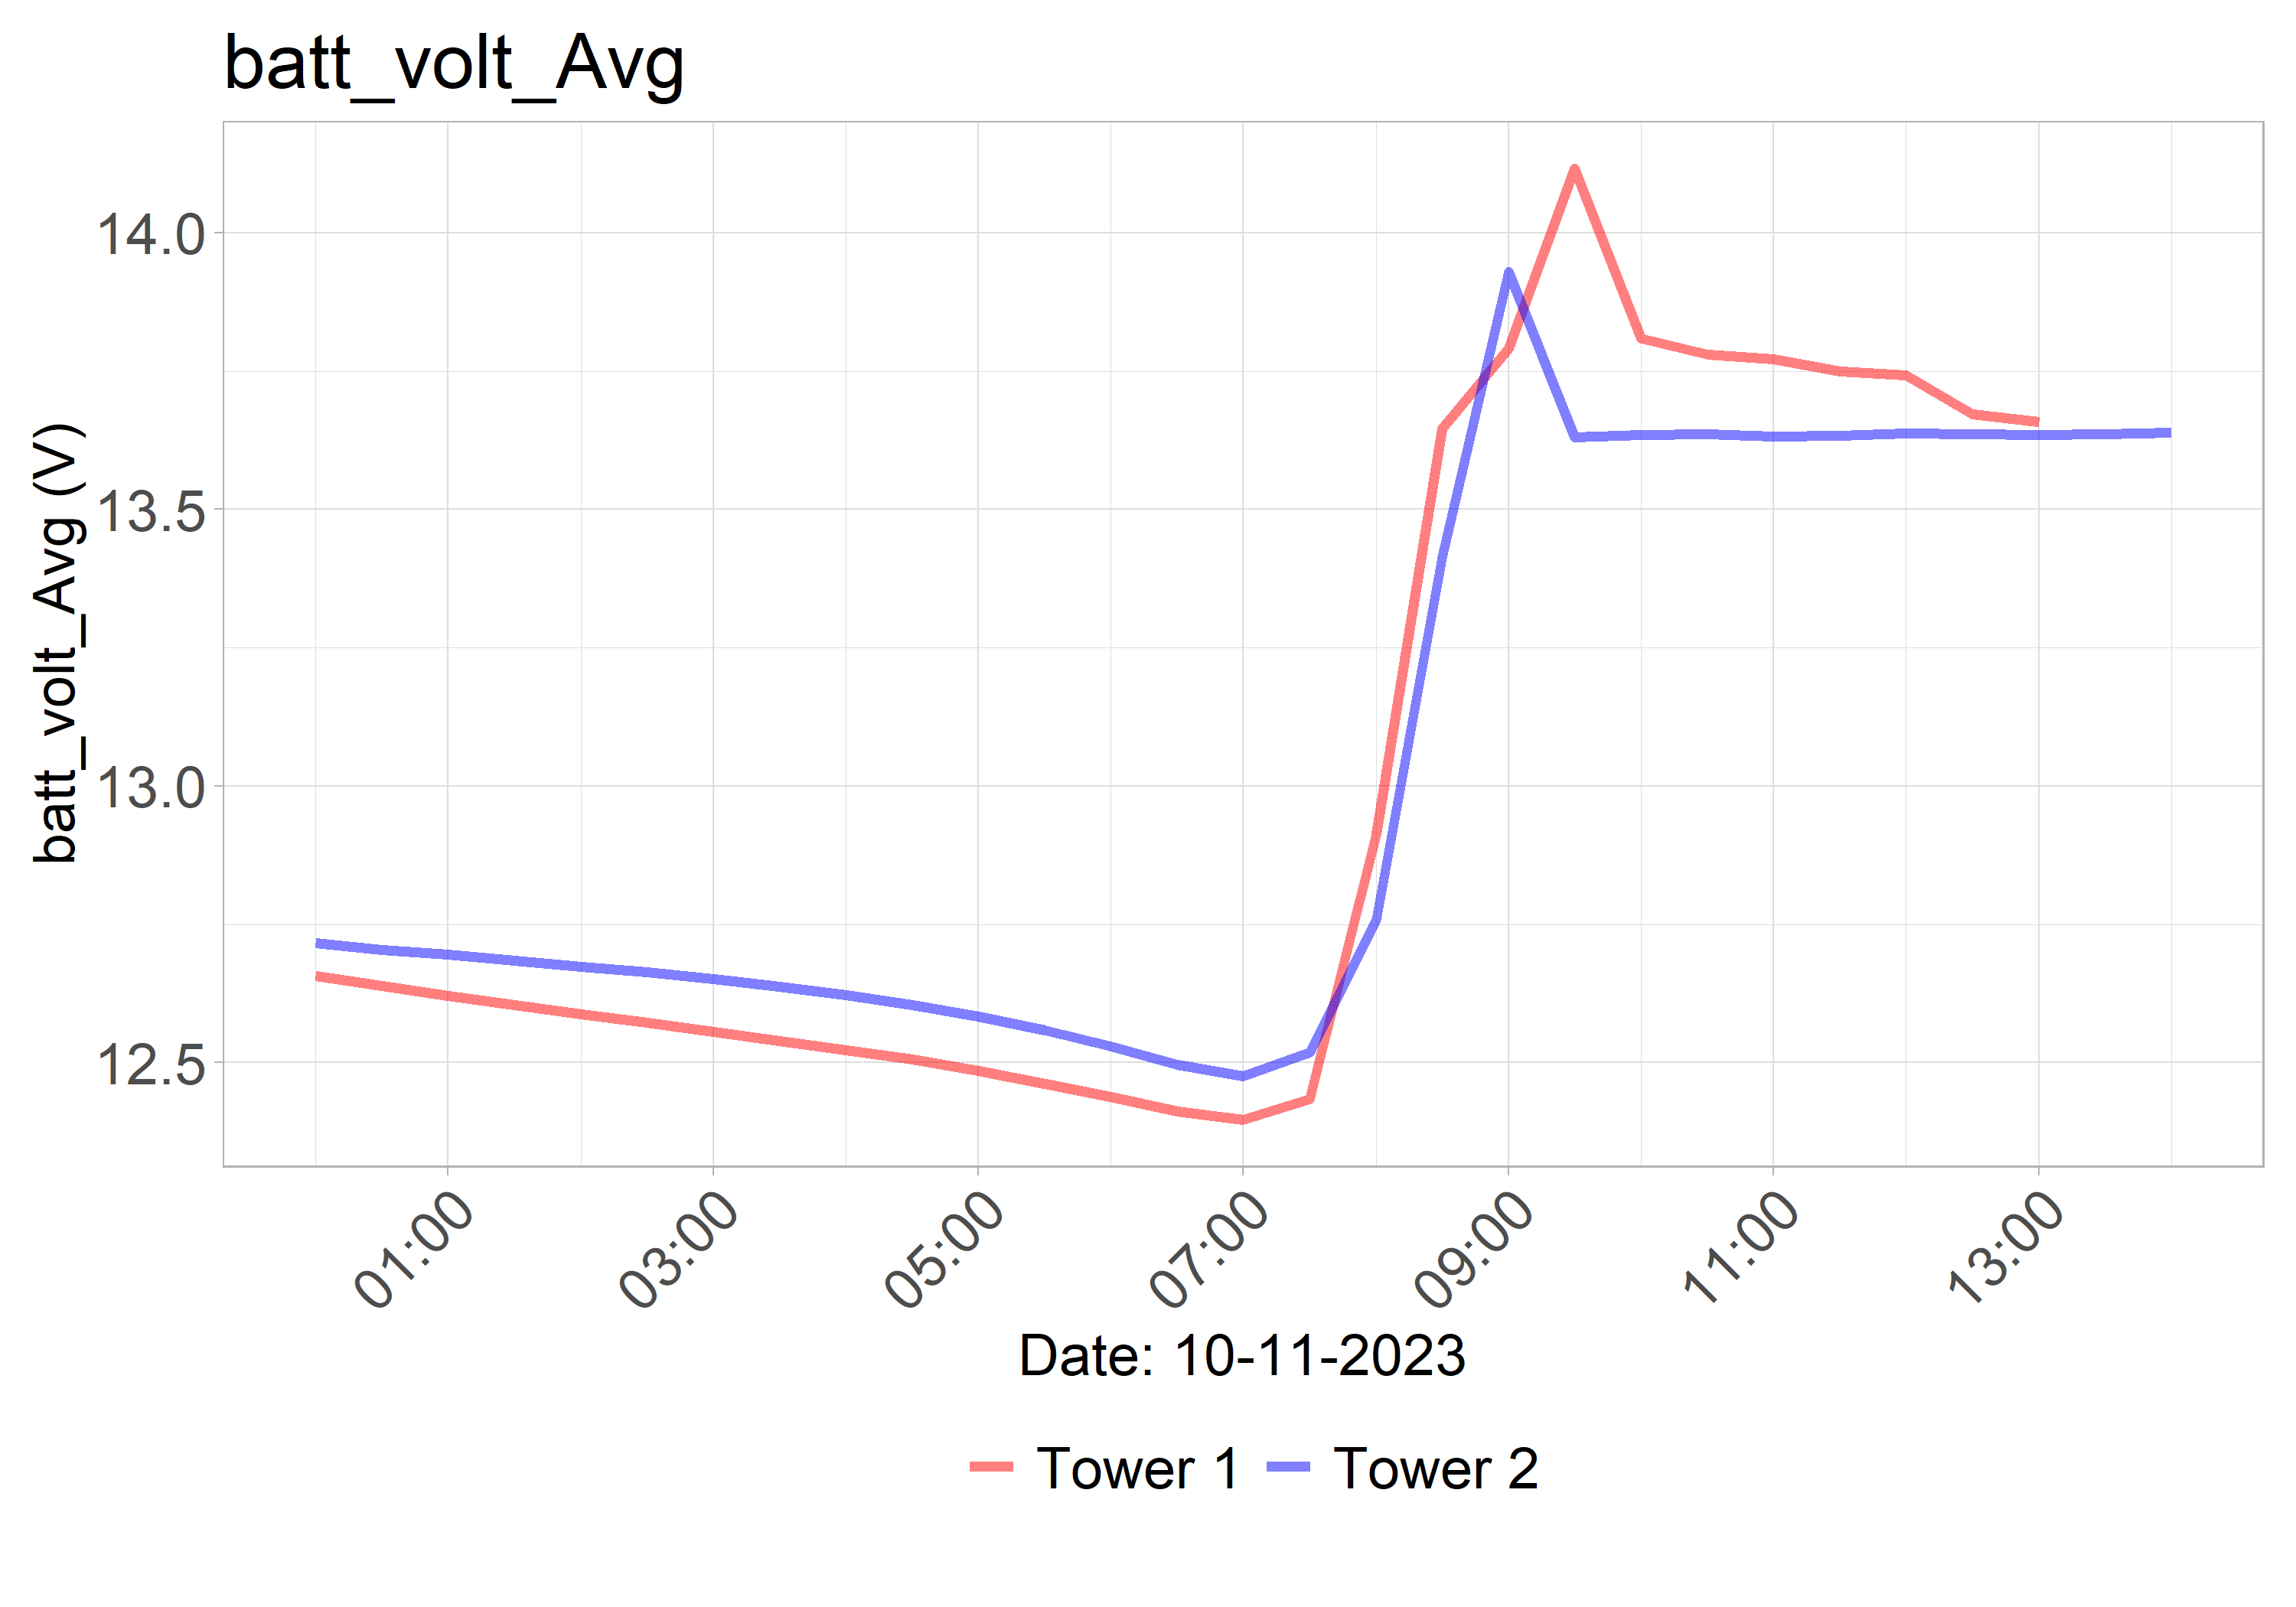 batt_volt_Avg
batt_volt_Avg (V)
14.0
13.5
13.0
12.5
01:00
03:00
05:00
07:00
09:00
11:00
13:00
Date: 10-11-2023
Tower 1
Tower 2